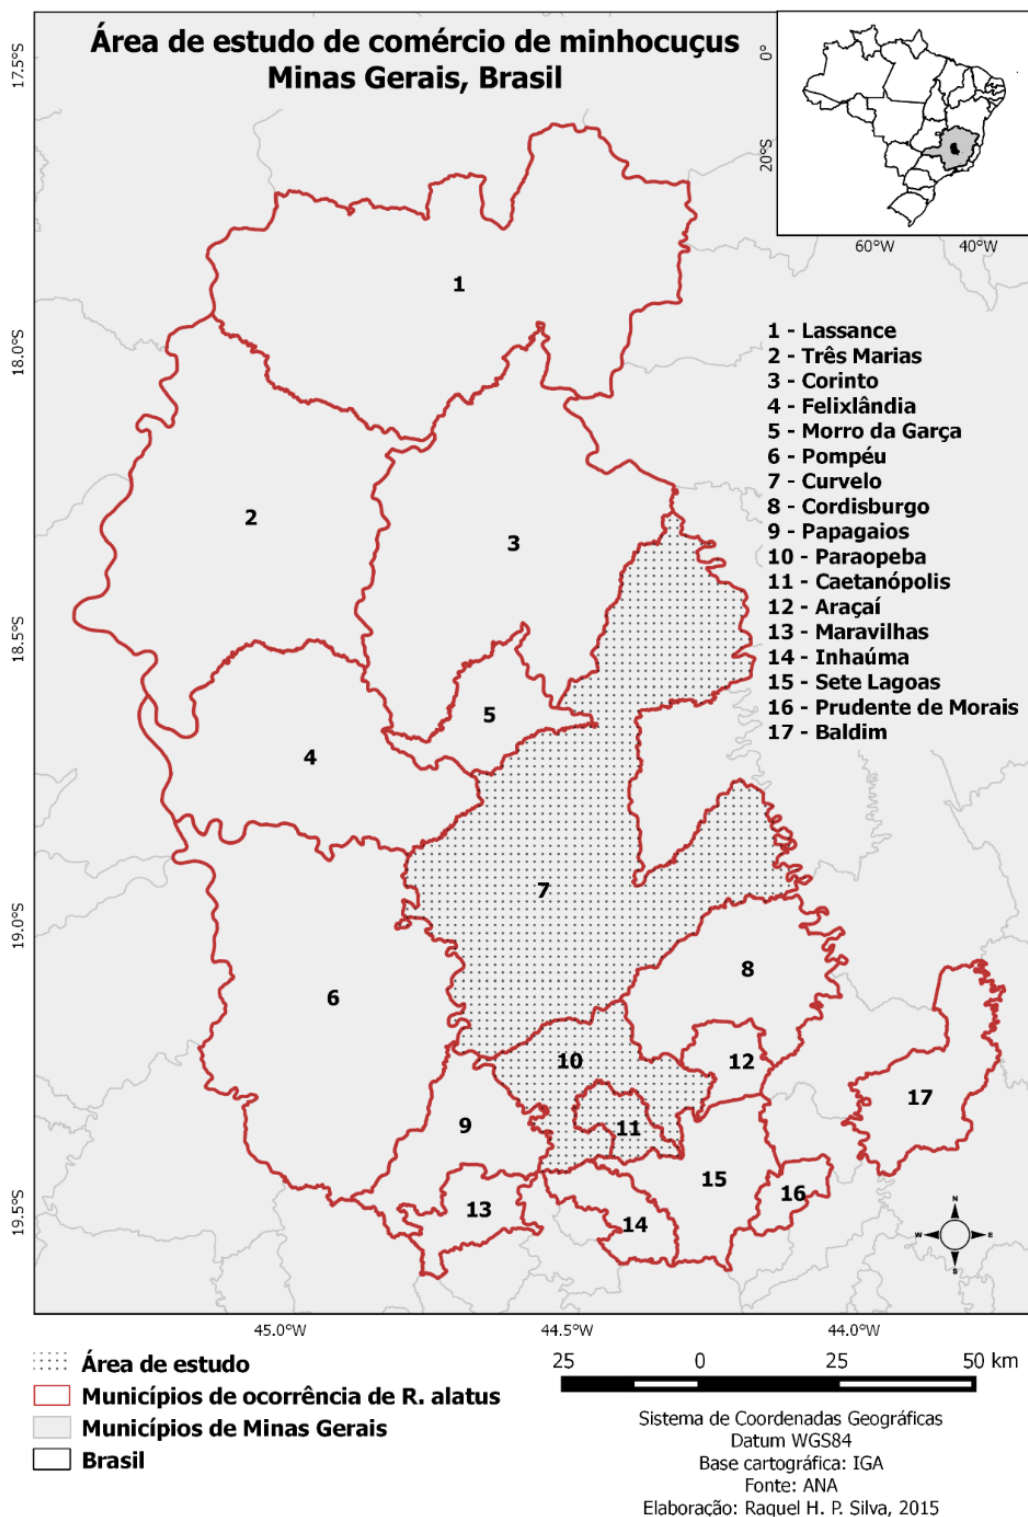 Área de estudo de comércio de minhocuçus
Minas Gerais, Brasil
17.5°S
18.0°S
18.5°S
19.0°S
19.5°S
0°
20°S
60°W
40°W
1
2
3
4
5
6
7
8
9
10
11
12
13
14
15
16
17
1 - Lassance
2 - Três Marias
3 - Corinto
4 - Felixlândia
5 - Morro da Garça
6 - Pompéu
7 - Curvelo
8 - Cordisburgo
9 - Papagaios
10 - Paraopeba
11 - Caetanópolis
12 - Araçaí
13 - Maravilhas
14 - Inhaúma
15 - Sete Lagoas
16 - Prudente de Morais
17 - Baldim
N
W
E
S
45.0°W
44.5°W
44.0°W
Área de estudo
Municípios de ocorrência de R. alatus
Municípios de Minas Gerais
Brasil
25 0 25 50 km
Sistema de Coordenadas Geográficas
Datum WGS84
Base cartográfica: IGA
Fonte: ANA
Elaboração: Raquel H. P. Silva, 2015